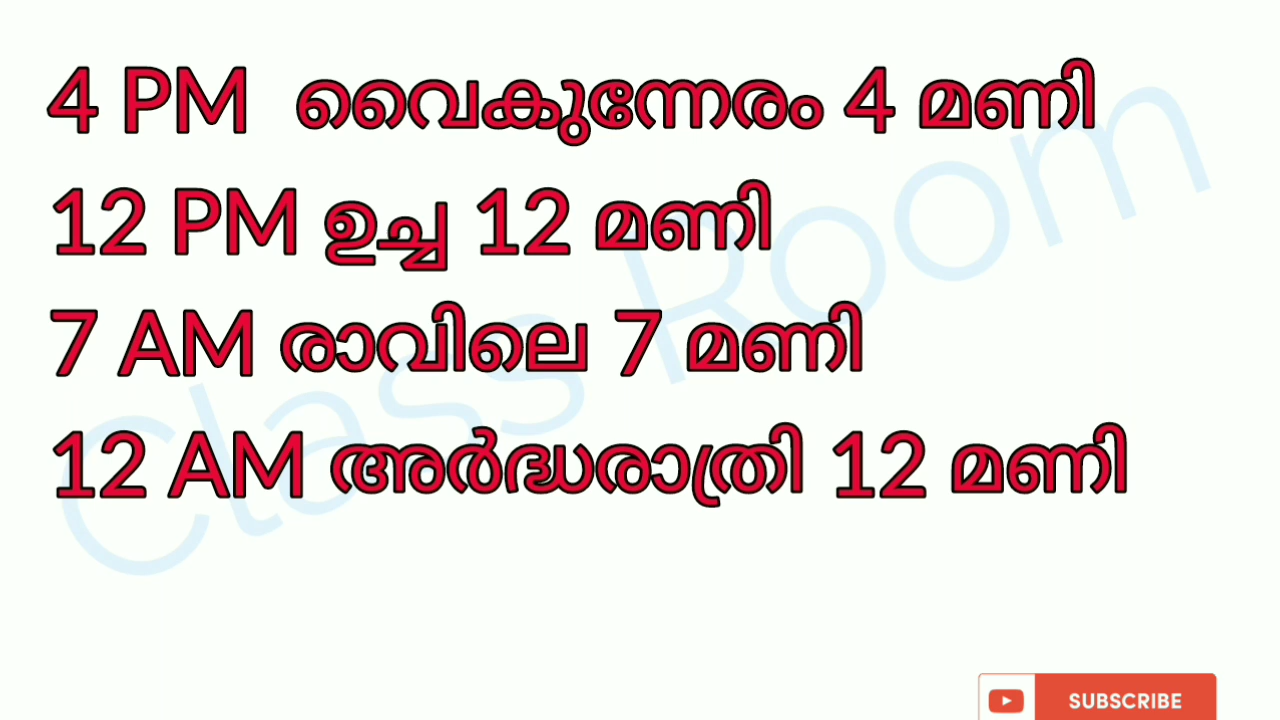 4 PM വൈകുന്നേരം 4 മണി
12 PM ഉച്ച 12 മണി
7 AM രാവിലെ 7 മണി
12 AM അർദ്ധരാത്രി 12 മണി
Class Room
SUBSCRIBE